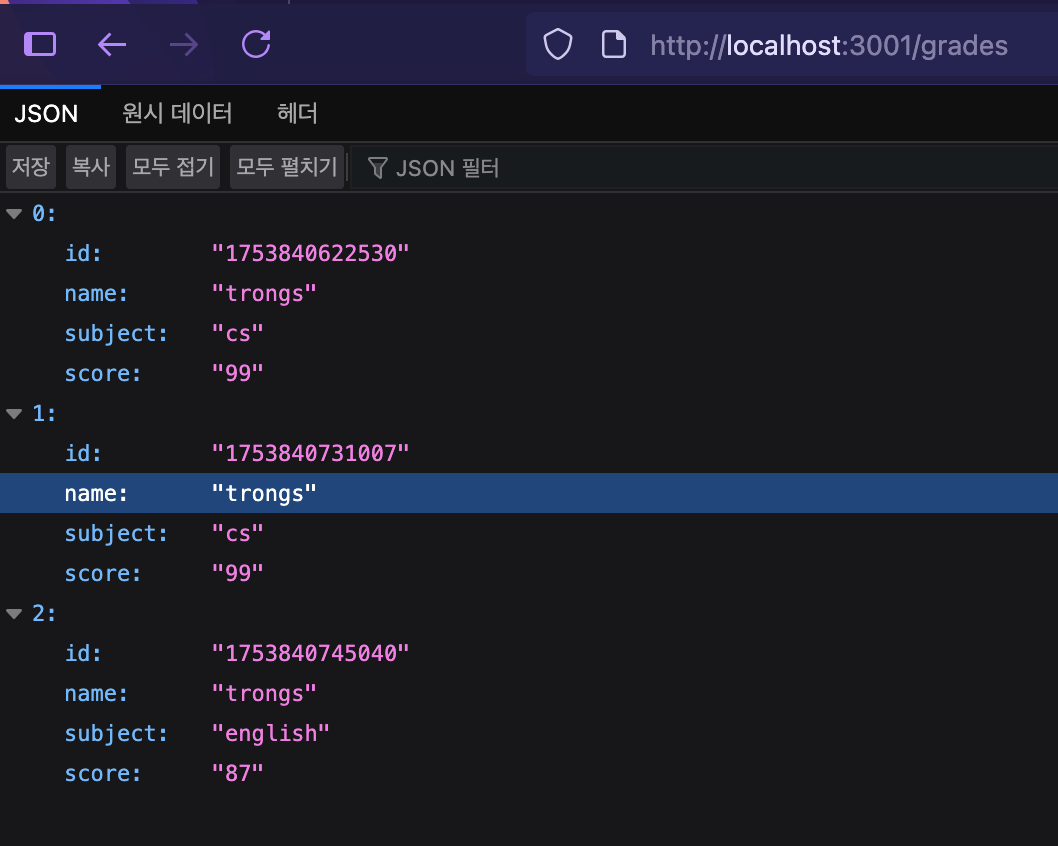 http://localhost:3001/grades
JSON 원시 데이터 헤더
저장 복사 모두 접기 모두 펼치기 JSON 필터
0:
id: "1753840622530"
name: "trongs"
subject: "cs"
score: "99"
1:
id: "1753840731007"
name: "trongs"
subject: "cs"
score: "99"
2:
id: "1753840745040"
name: "trongs"
subject: "english"
score: "87"